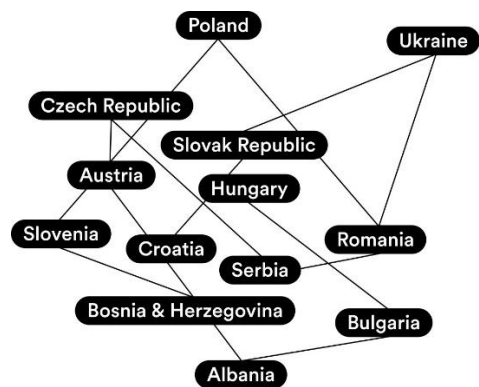 Poland
Ukraine
Czech Republic
Slovak Republic
Austria
Hungary
Slovenia
Croatia
Romania
Serbia
Bosnia & Herzegovina
Bulgaria
Albania